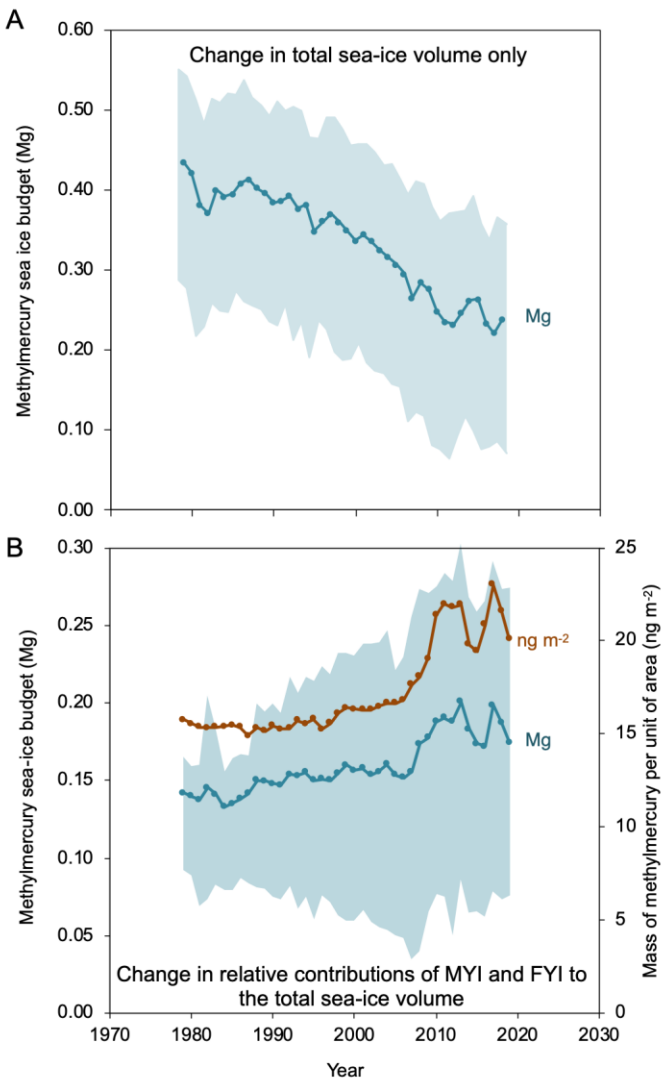 A
0.60
Change in total sea-ice volume only
0.50
0.40
0.30
0.20
0.10
0.00
Methylmercury sea ice budget (Mg)
Mg
B
0.30
0.25
0.20
0.15
0.10
0.05
0.00
Methylmercury sea-ice budget (Mg)
25
20
15
10
5
0
Mass of methylmercury per unit of area (ng m-2)
ng m-2
Mg
Change in relative contributions of MYI and FYI to
the total sea-ice volume
1970 1980 1990 2000 2010 2020 2030
Year